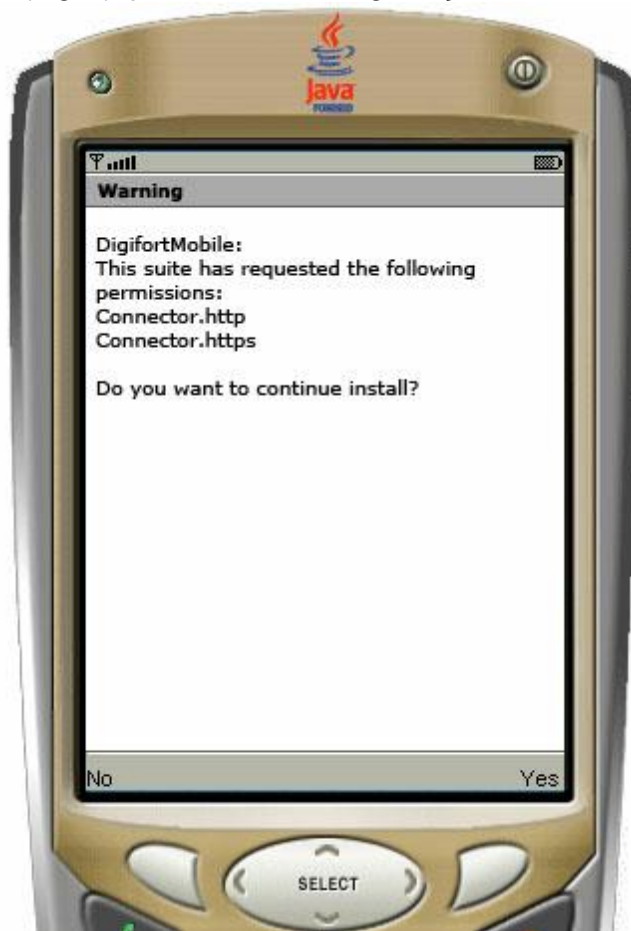 Java
POWERED
Warning
DigifortMobile:
This suite has requested the following
permissions:
Connector.http
Connector.https
Do you want to continue install?
No
Yes
SELECT